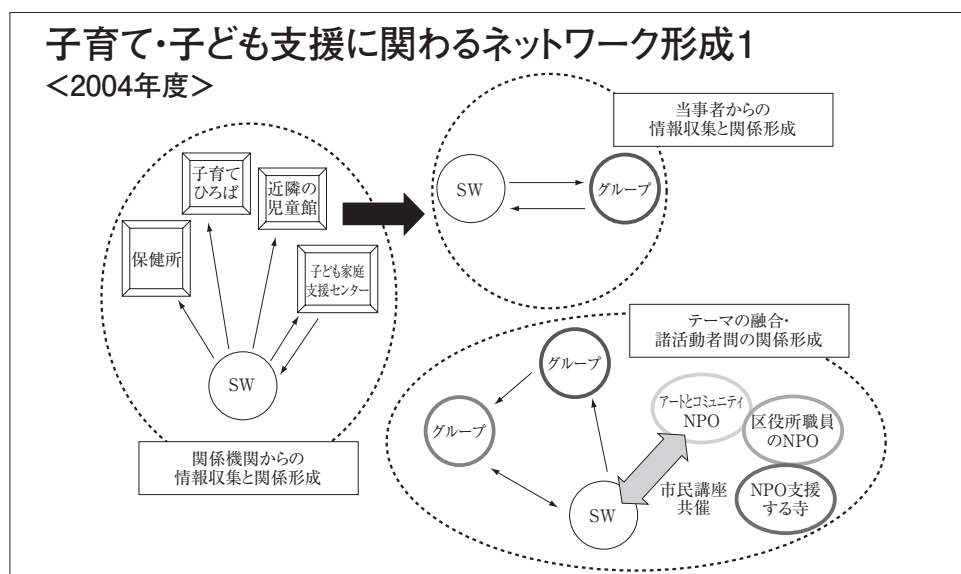 子育て・子ども支援に関わるネットワーク形成1
<2004年度>
子育て
ひろば
近隣の
児童館
保健所
子ども家庭
支援センター
SW
関係機関からの
情報収集と関係形成
当事者からの
情報収集と関係形成
SW
グループ
テーマの融合・
諸活動者間の関係形成
グループ
グループ
アートとコミュニティ
NPO
区役所職員
のNPO
NPO支援
する寺
市民講座
共催
SW